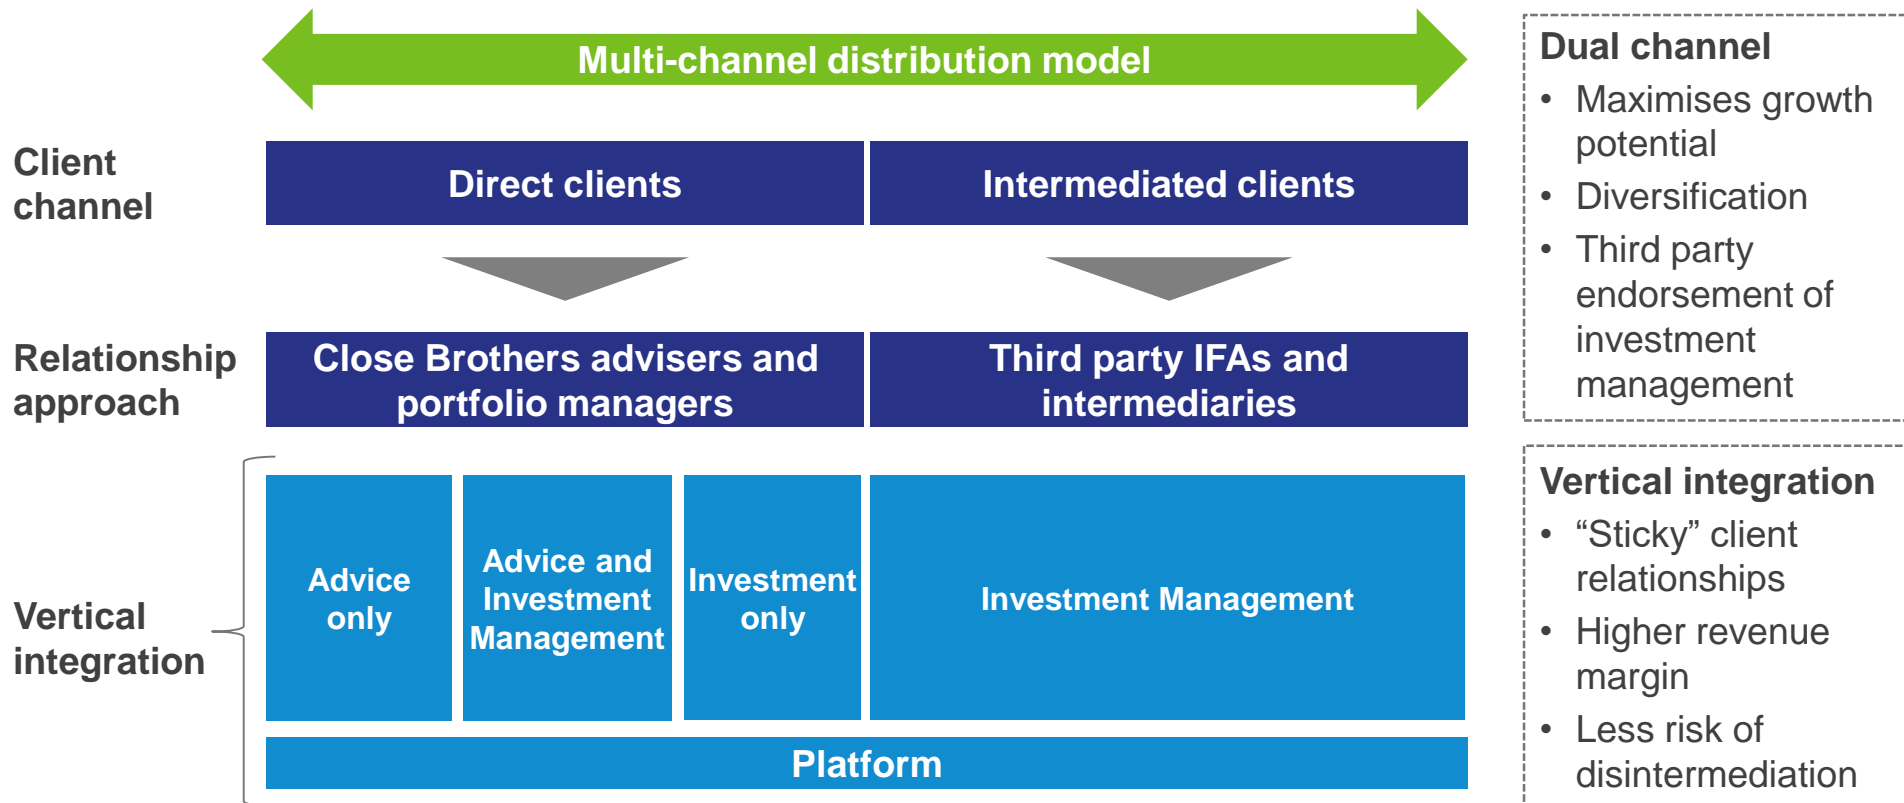 Multi-channel distribution model
Client
channel
Direct clients
Intermediated clients
Relationship
approach
Close Brothers advisers and
portfolio managers
Third party IFAs and
intermediaries
Vertical
integration
Advice
only
Advice and
Investment
Management
Investment
only
Investment Management
Platform
Dual channel
• Maximises growth
potential
• Diversification
• Third party
endorsement of
investment
management
Vertical integration
• “Sticky” client
relationships
• Higher revenue
margin
• Less risk of
disintermediation